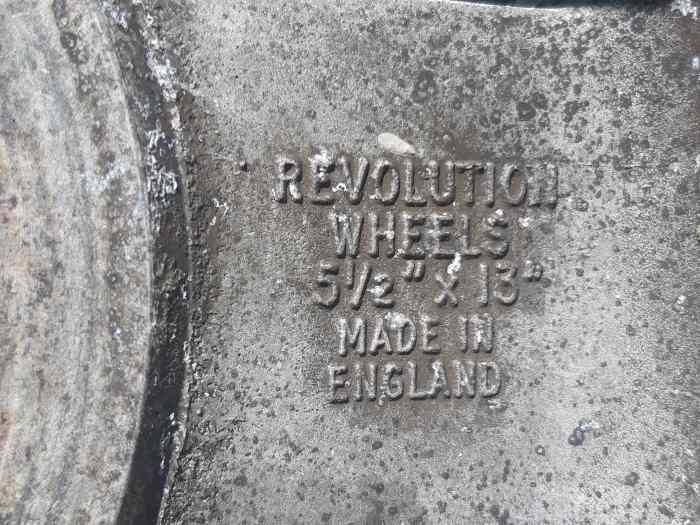 REVOLUTION
WHEELS
5½" X 13"
MADE IN
ENGLAND